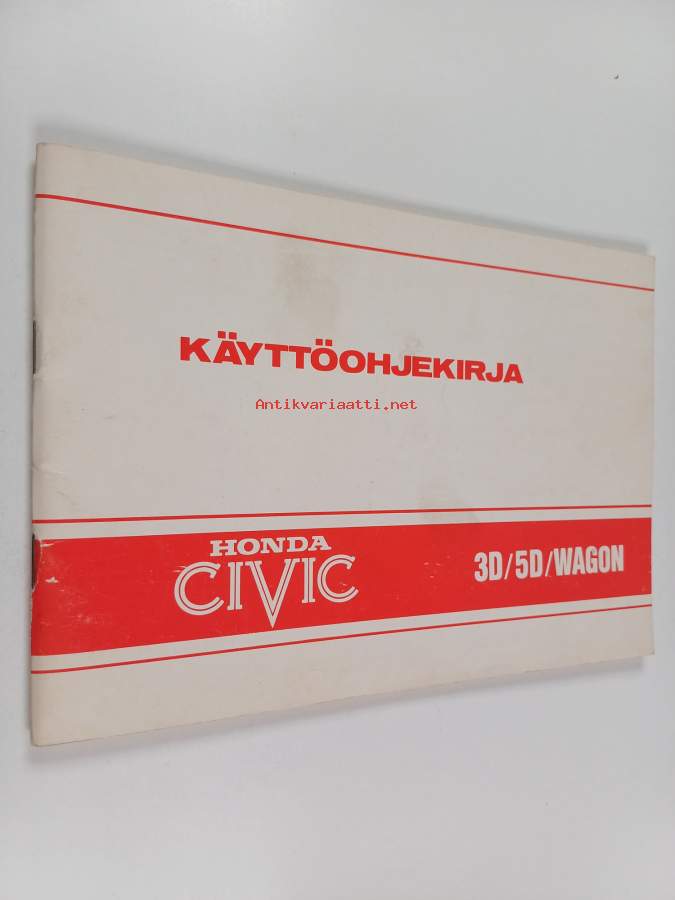 KÄYTTÖOHJEKIRJA
Antikvariaatti.net
HONDA
CIVIC
3D/5D/WAGON